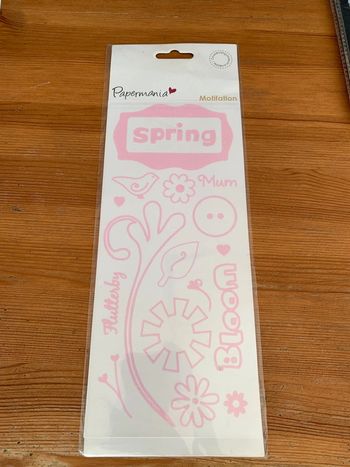 Papermania
Motifation
Spring
Mum
Flutterby
Bloom